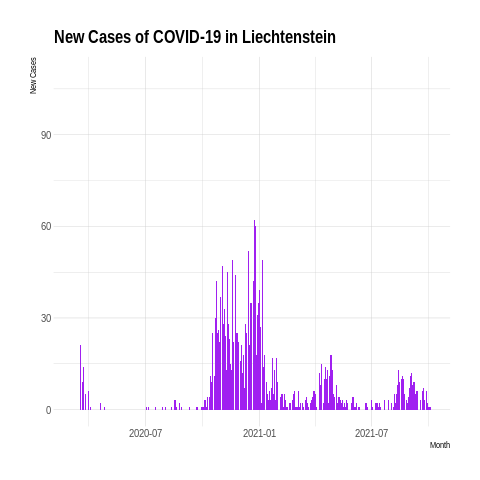 New Cases of COVID-19 in Liechtenstein
New Cases
90
60
30
0
2020-07
2021-01
2021-07
Month